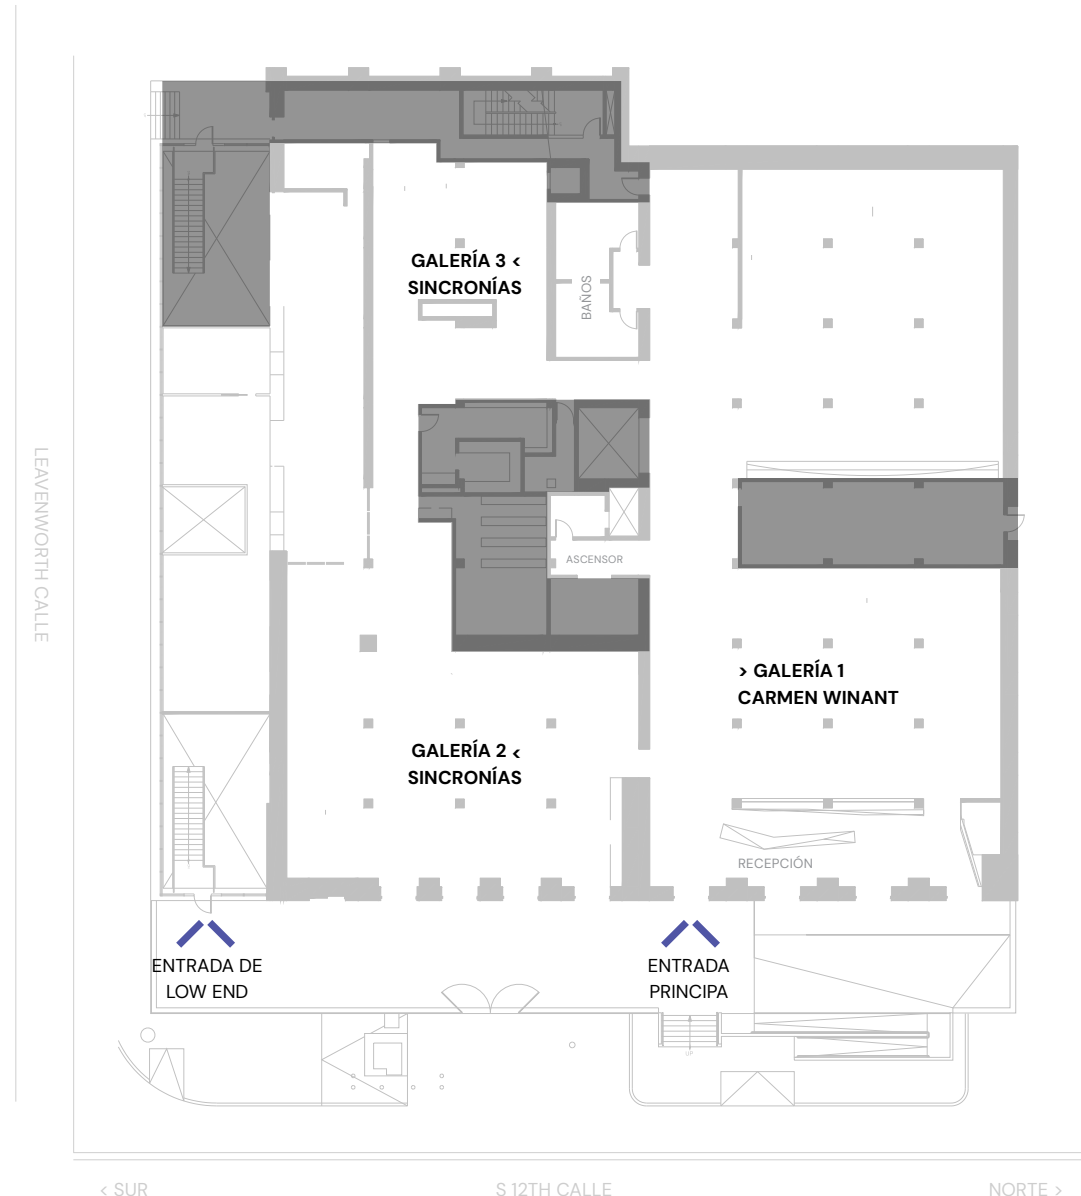 GALERÍA 3 <
SINCRONÍAS
BAÑOS
LEAVENWORTH CALLE
ASCENSOR
> GALERÍA 1
CARMEN WINANT
GALERÍA 2 <
SINCRONÍAS
RECEPCIÓN
ENTRADA DE
LOW END
ENTRADA
PRINCIPA
UP
< SUR
S 12TH CALLE
NORTE >